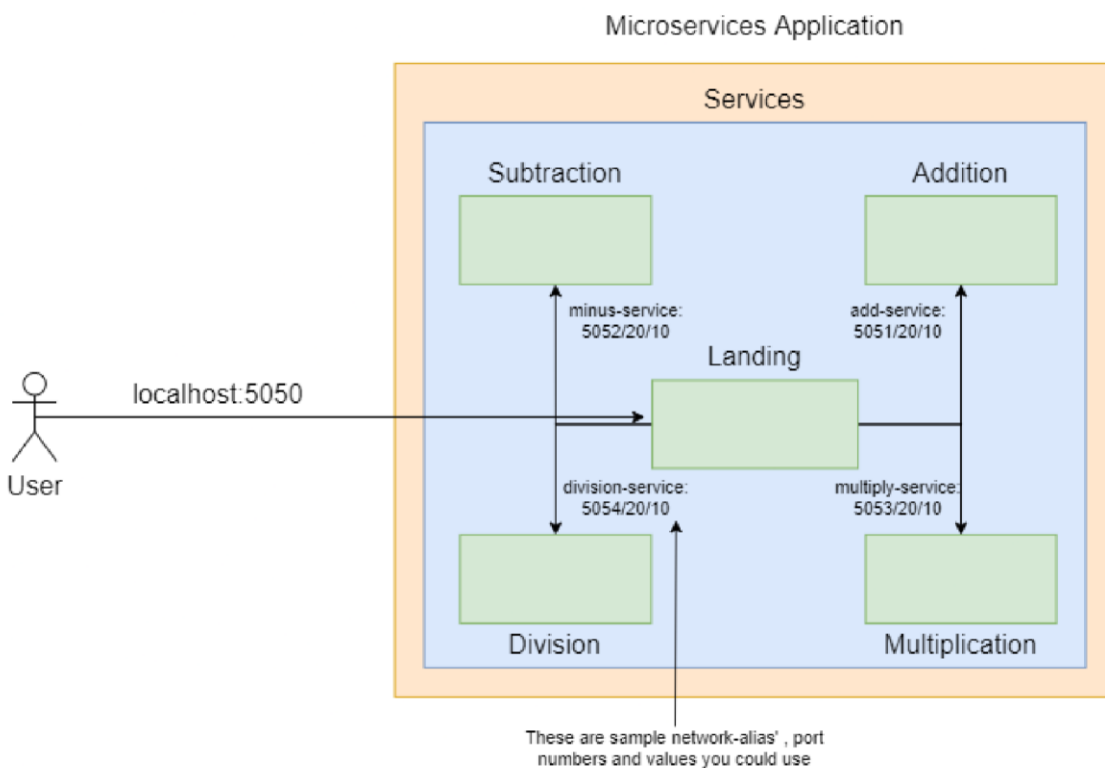 Microservices Application
Services
Subtraction
Addition
minus-service:
5052/20/10
add-service:
5051/20/10
Landing
localhost:5050
User
division-service:
5054/20/10
multiply-service:
5053/20/10
Division
Multiplication
These are sample network-alias' , port
numbers and values you could use